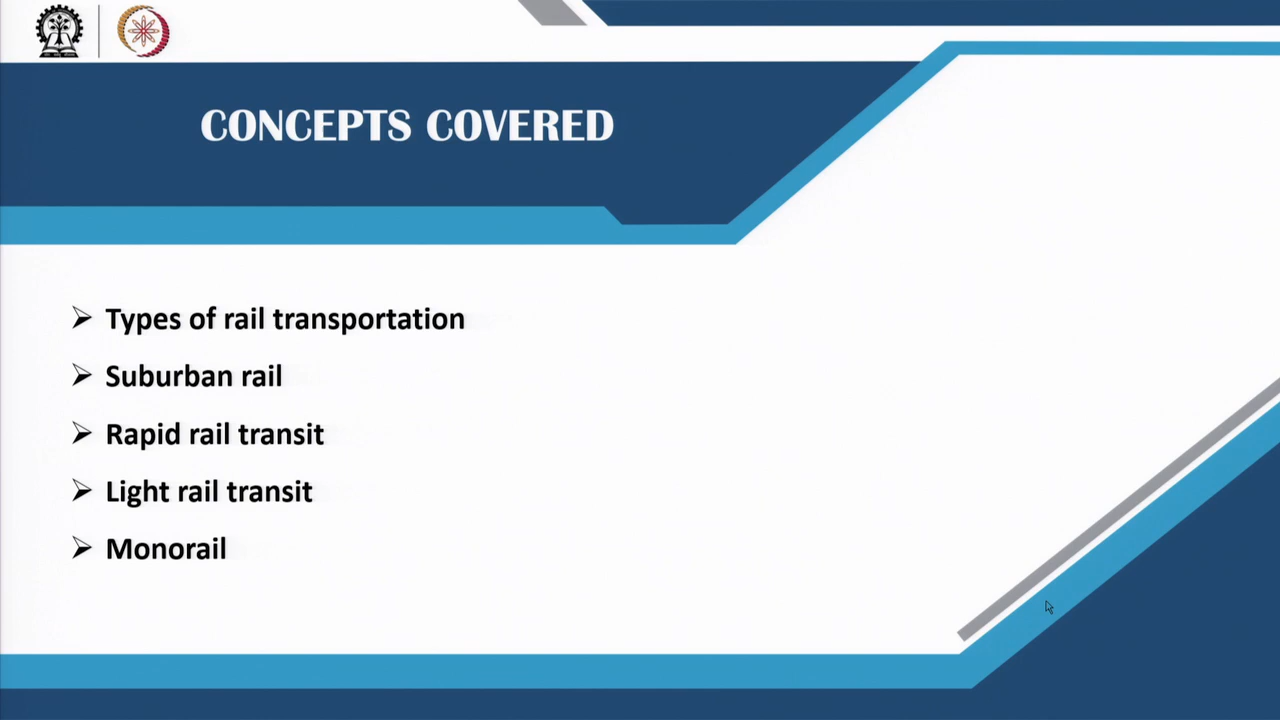 CONCEPTS COVERED
➢ Types of rail transportation
➢ Suburban rail
➢ Rapid rail transit
➢ Light rail transit
➢ Monorail